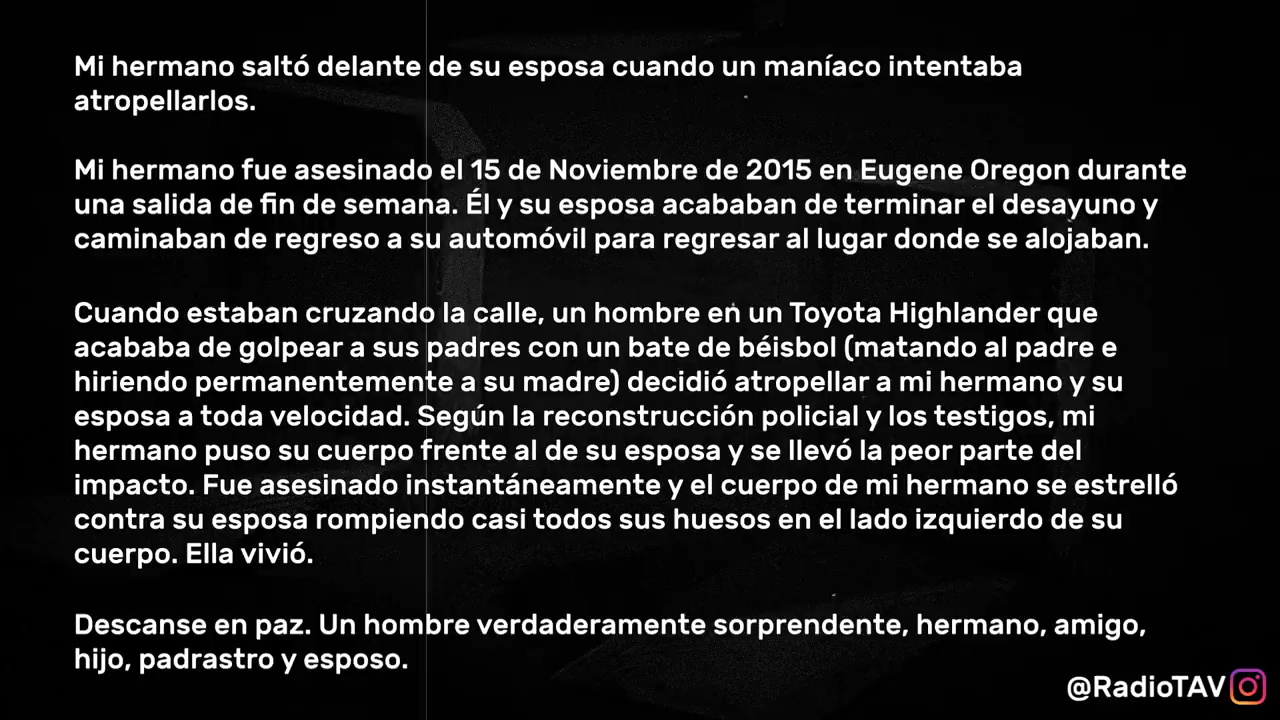 Mi hermano saltó delante de su esposa cuando un maníaco intentaba
atropellarlos.
Mi hermano fue asesinado el 15 de Noviembre de 2015 en Eugene Oregon durante
una salida de fin de semana. Él y su esposa acababan de terminar el desayuno y
caminaban de regreso a su automóvil para regresar al lugar donde se alojaban.
Cuando estaban cruzando la calle, un hombre en un Toyota Highlander que
acababa de golpear a sus padres con un bate de béisbol (matando al padre e
hiriendo permanentemente a su madre) decidió atropellar a mi hermano y su
esposa a toda velocidad. Según la reconstrucción policial y los testigos, mi
hermano puso su cuerpo frente al de su esposa y se llevó la peor parte del
impacto. Fue asesinado instantáneamente y el cuerpo de mi hermano se estrelló
contra su esposa rompiendo casi todos sus huesos en el lado izquierdo de su
cuerpo. Ella vivió.
Descanse en paz. Un hombre verdaderamente sorprendente, hermano, amigo,
hijo, padrastro y esposo.
@RadioTAV